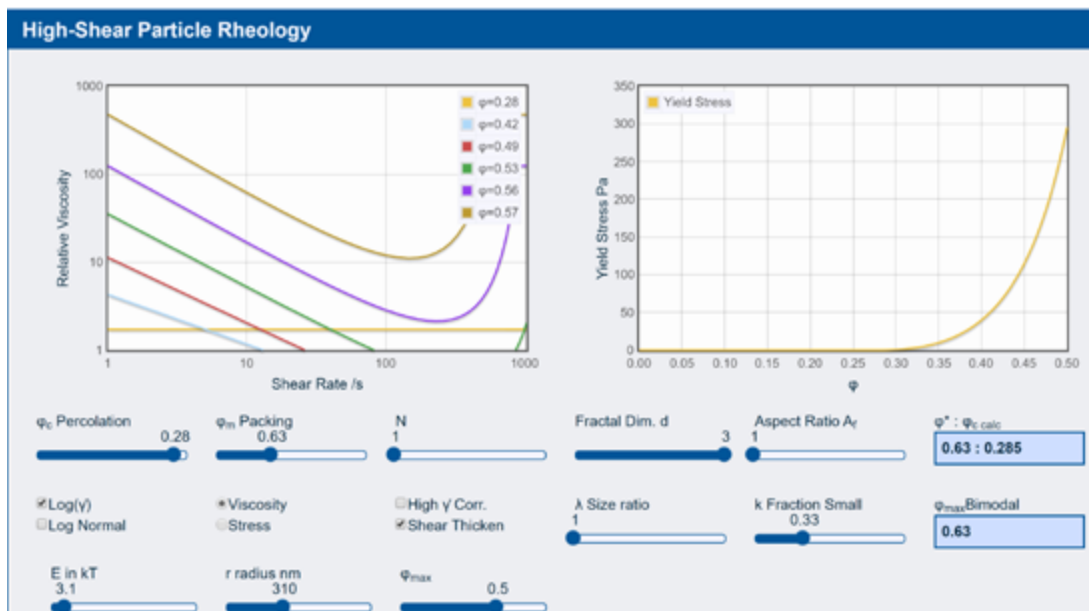 High-Shear Particle Rheology
1000
100
10
1
Relative Viscosity
1 10 100 1000
Shear Rate /s
φ=0.28
φ=0.42
φ=0.49
φ=0.53
φ=0.56
φ=0.57
350
300
250
200
150
100
50
0
Yield Stress Pa
Yield Stress
0.00 0.05 0.10 0.15 0.20 0.25 0.30 0.35 0.40 0.45 0.50
φ
φc Percolation φm Packing N Fractal Dim. d Aspect Ratio Af φ* : φc calc
0.28 0.63 1 3 1 0.63 : 0.285
Log(γ̇) Viscosity High γ̇ Corr. λ Size ratio k Fraction Small φmaxBimodal
Log Normal Stress Shear Thicken 1 0.33 0.63
E in kT r radius nm φmax
3.1 310 0.5